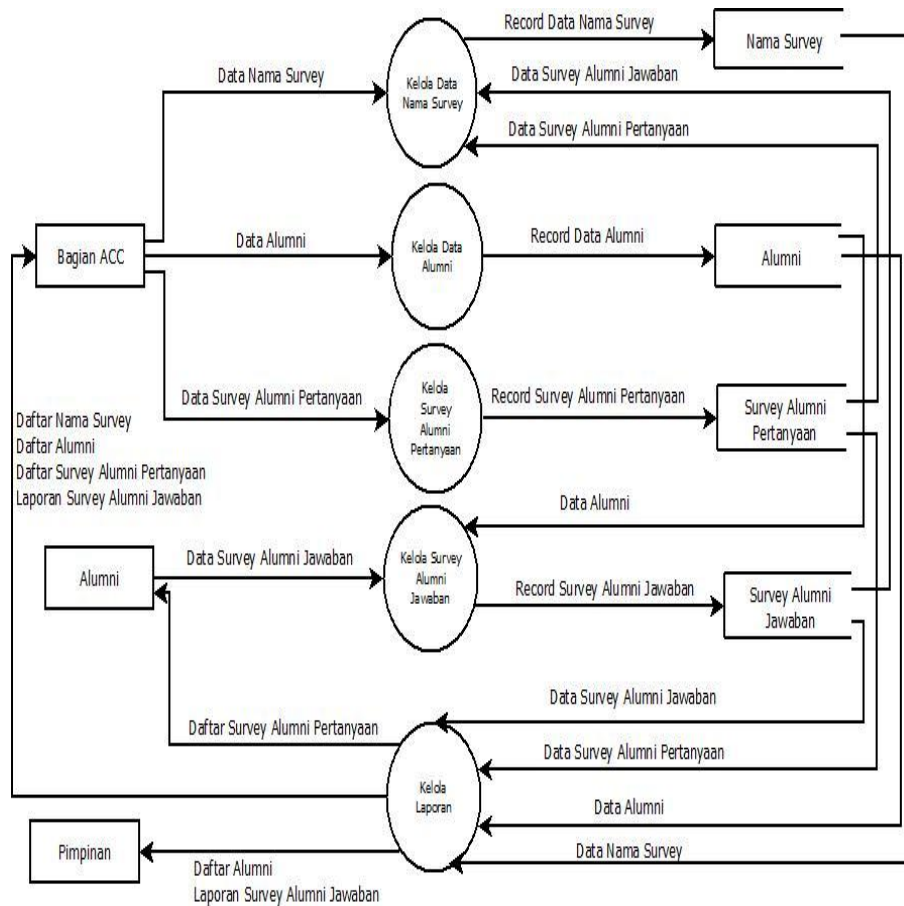 Record Data Nama Survey
Nama Survey
Data Nama Survey
Kelola Data
Nama Survey
Data Survey Alumni Jawaban
Data Survey Alumni Pertanyaan
Bagian ACC
Data Alumni
Kelola Data
Alumni
Record Data Alumni
Alumni
Data Survey Alumni Pertanyaan
Kelola
Survey
Alumni
Pertanyaan
Record Survey Alumni Pertanyaan
Survey Alumni
Pertanyaan
Daftar Nama Survey
Daftar Alumni
Daftar Survey Alumni Pertanyaan
Laporan Survey Alumni Jawaban
Data Alumni
Alumni
Data Survey Alumni Jawaban
Kelola Survey
Alumni
Jawaban
Record Survey Alumni Jawaban
Survey Alumni
Jawaban
Data Survey Alumni Jawaban
Daftar Survey Alumni Pertanyaan
Data Survey Alumni Pertanyaan
Kelola
Laporan
Data Alumni
Pimpinan
Data Nama Survey
Daftar Alumni
Laporan Survey Alumni Jawaban